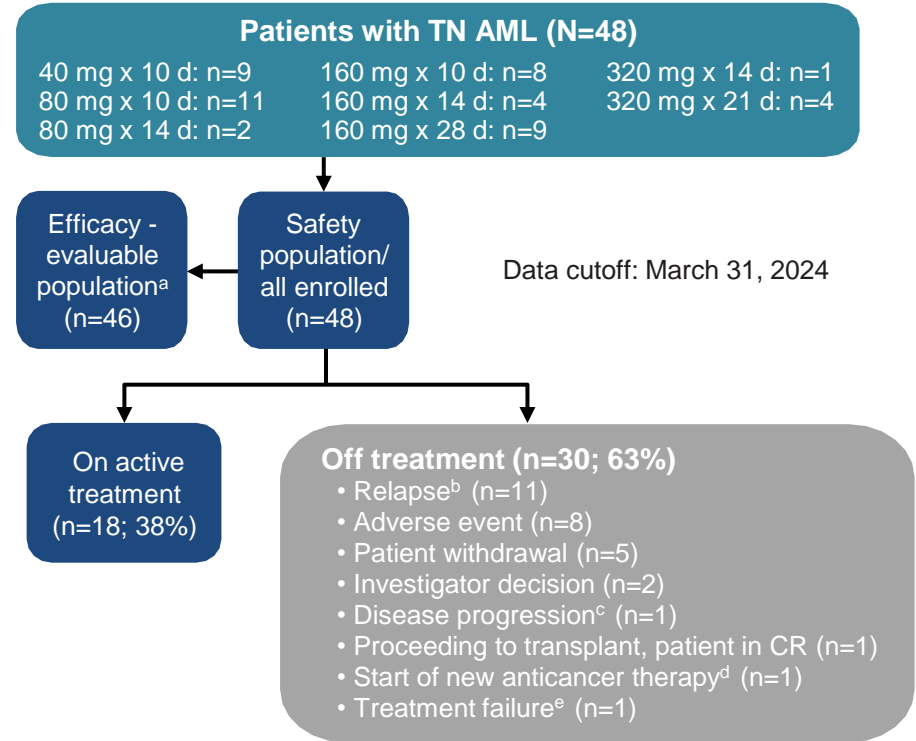 Patients with TN AML (N=48)
40 mg x 10 d: n=9 160 mg x 10 d: n=8 320 mg x 14 d: n=1
80 mg x 10 d: n=11 160 mg x 14 d: n=4 320 mg x 21 d: n=4
80 mg x 14 d: n=2 160 mg x 28 d: n=9
Efficacy -
evaluable
populationᵃ
(n=46)
Safety
population/
all enrolled
(n=48)
Data cutoff: March 31, 2024
On active
treatment
(n=18; 38%)
Off treatment (n=30; 63%)
• Relapseᵇ (n=11)
• Adverse event (n=8)
• Patient withdrawal (n=5)
• Investigator decision (n=2)
• Disease progressionᶜ (n=1)
• Proceeding to transplant, patient in CR (n=1)
• Start of new anticancer therapyᵈ (n=1)
• Treatment failureᵉ (n=1)